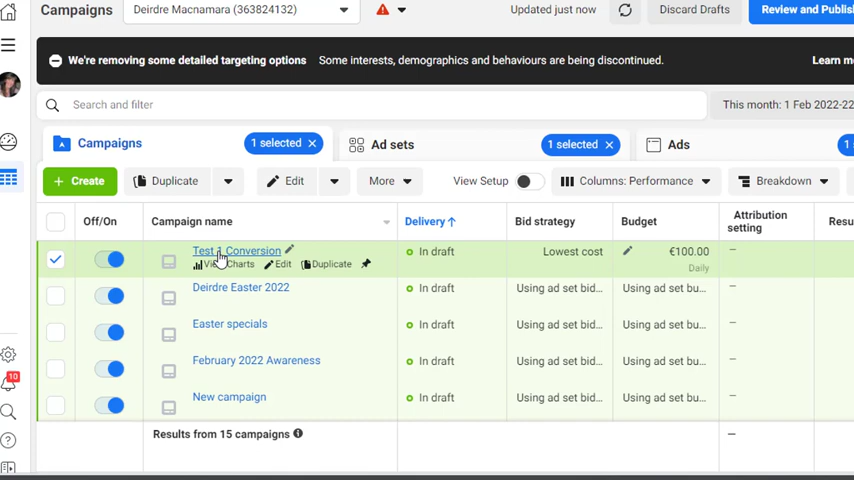 Campaigns Deirdre Macnamara (363824132) Updated just now Discard Drafts Review and Publis
We're removing some detailed targeting options Some interests, demographics and behaviours are being discontinued. Learn m
Search and filter This month: 1 Feb 2022-22
Campaigns 1 selected Ad sets 1 selected Ads 1 s
+ Create Duplicate Edit More View Setup Columns: Performance Breakdown
Off/On Campaign name Delivery ↑ Bid strategy Budget Attribution setting Resu
Test 1 Conversion In draft Lowest cost €100.00
Charts Edit Duplicate Daily
Deirdre Easter 2022 In draft Using ad set bid... Using ad set bu...
Easter specials In draft Using ad set bid... Using ad set bu...
February 2022 Awareness In draft Using ad set bid... Using ad set bu...
New campaign In draft Using ad set bid... Using ad set bu...
10
Results from 15 campaigns